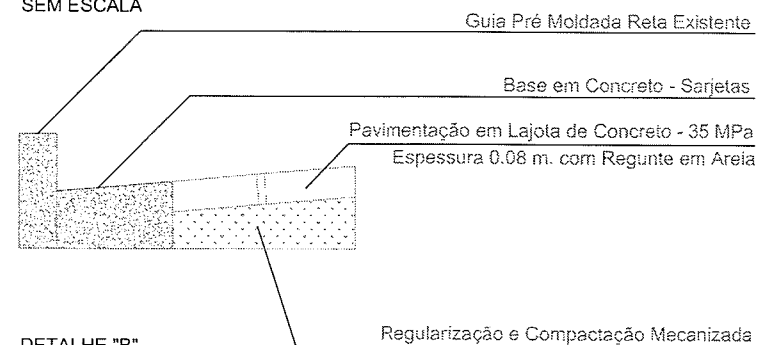 SEM ESCALA
Guia Pré Moldada Reta Existente
Base em Concreto - Sarjetas
Pavimentação em Lajota de Concreto - 35 MPa
Espessura 0.08 m. com Regunte em Areia
Regularização e Compactação Mecanizada
DETALHE "B"